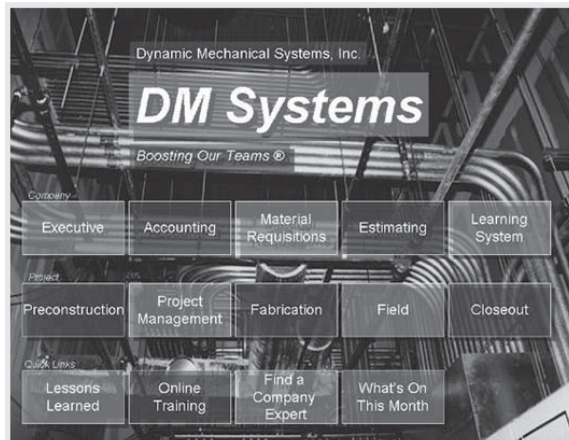 Dynamic Mechanical Systems, Inc.
DM Systems
Boosting Our Teams ®
Company
Executive
Accounting
Material
Requisitions
Estimating
Learning
System
Project
Preconstruction
Project
Management
Fabrication
Field
Closeout
Quick Links
Lessons
Learned
Online
Training
Find a
Company
Expert
What's On
This Month